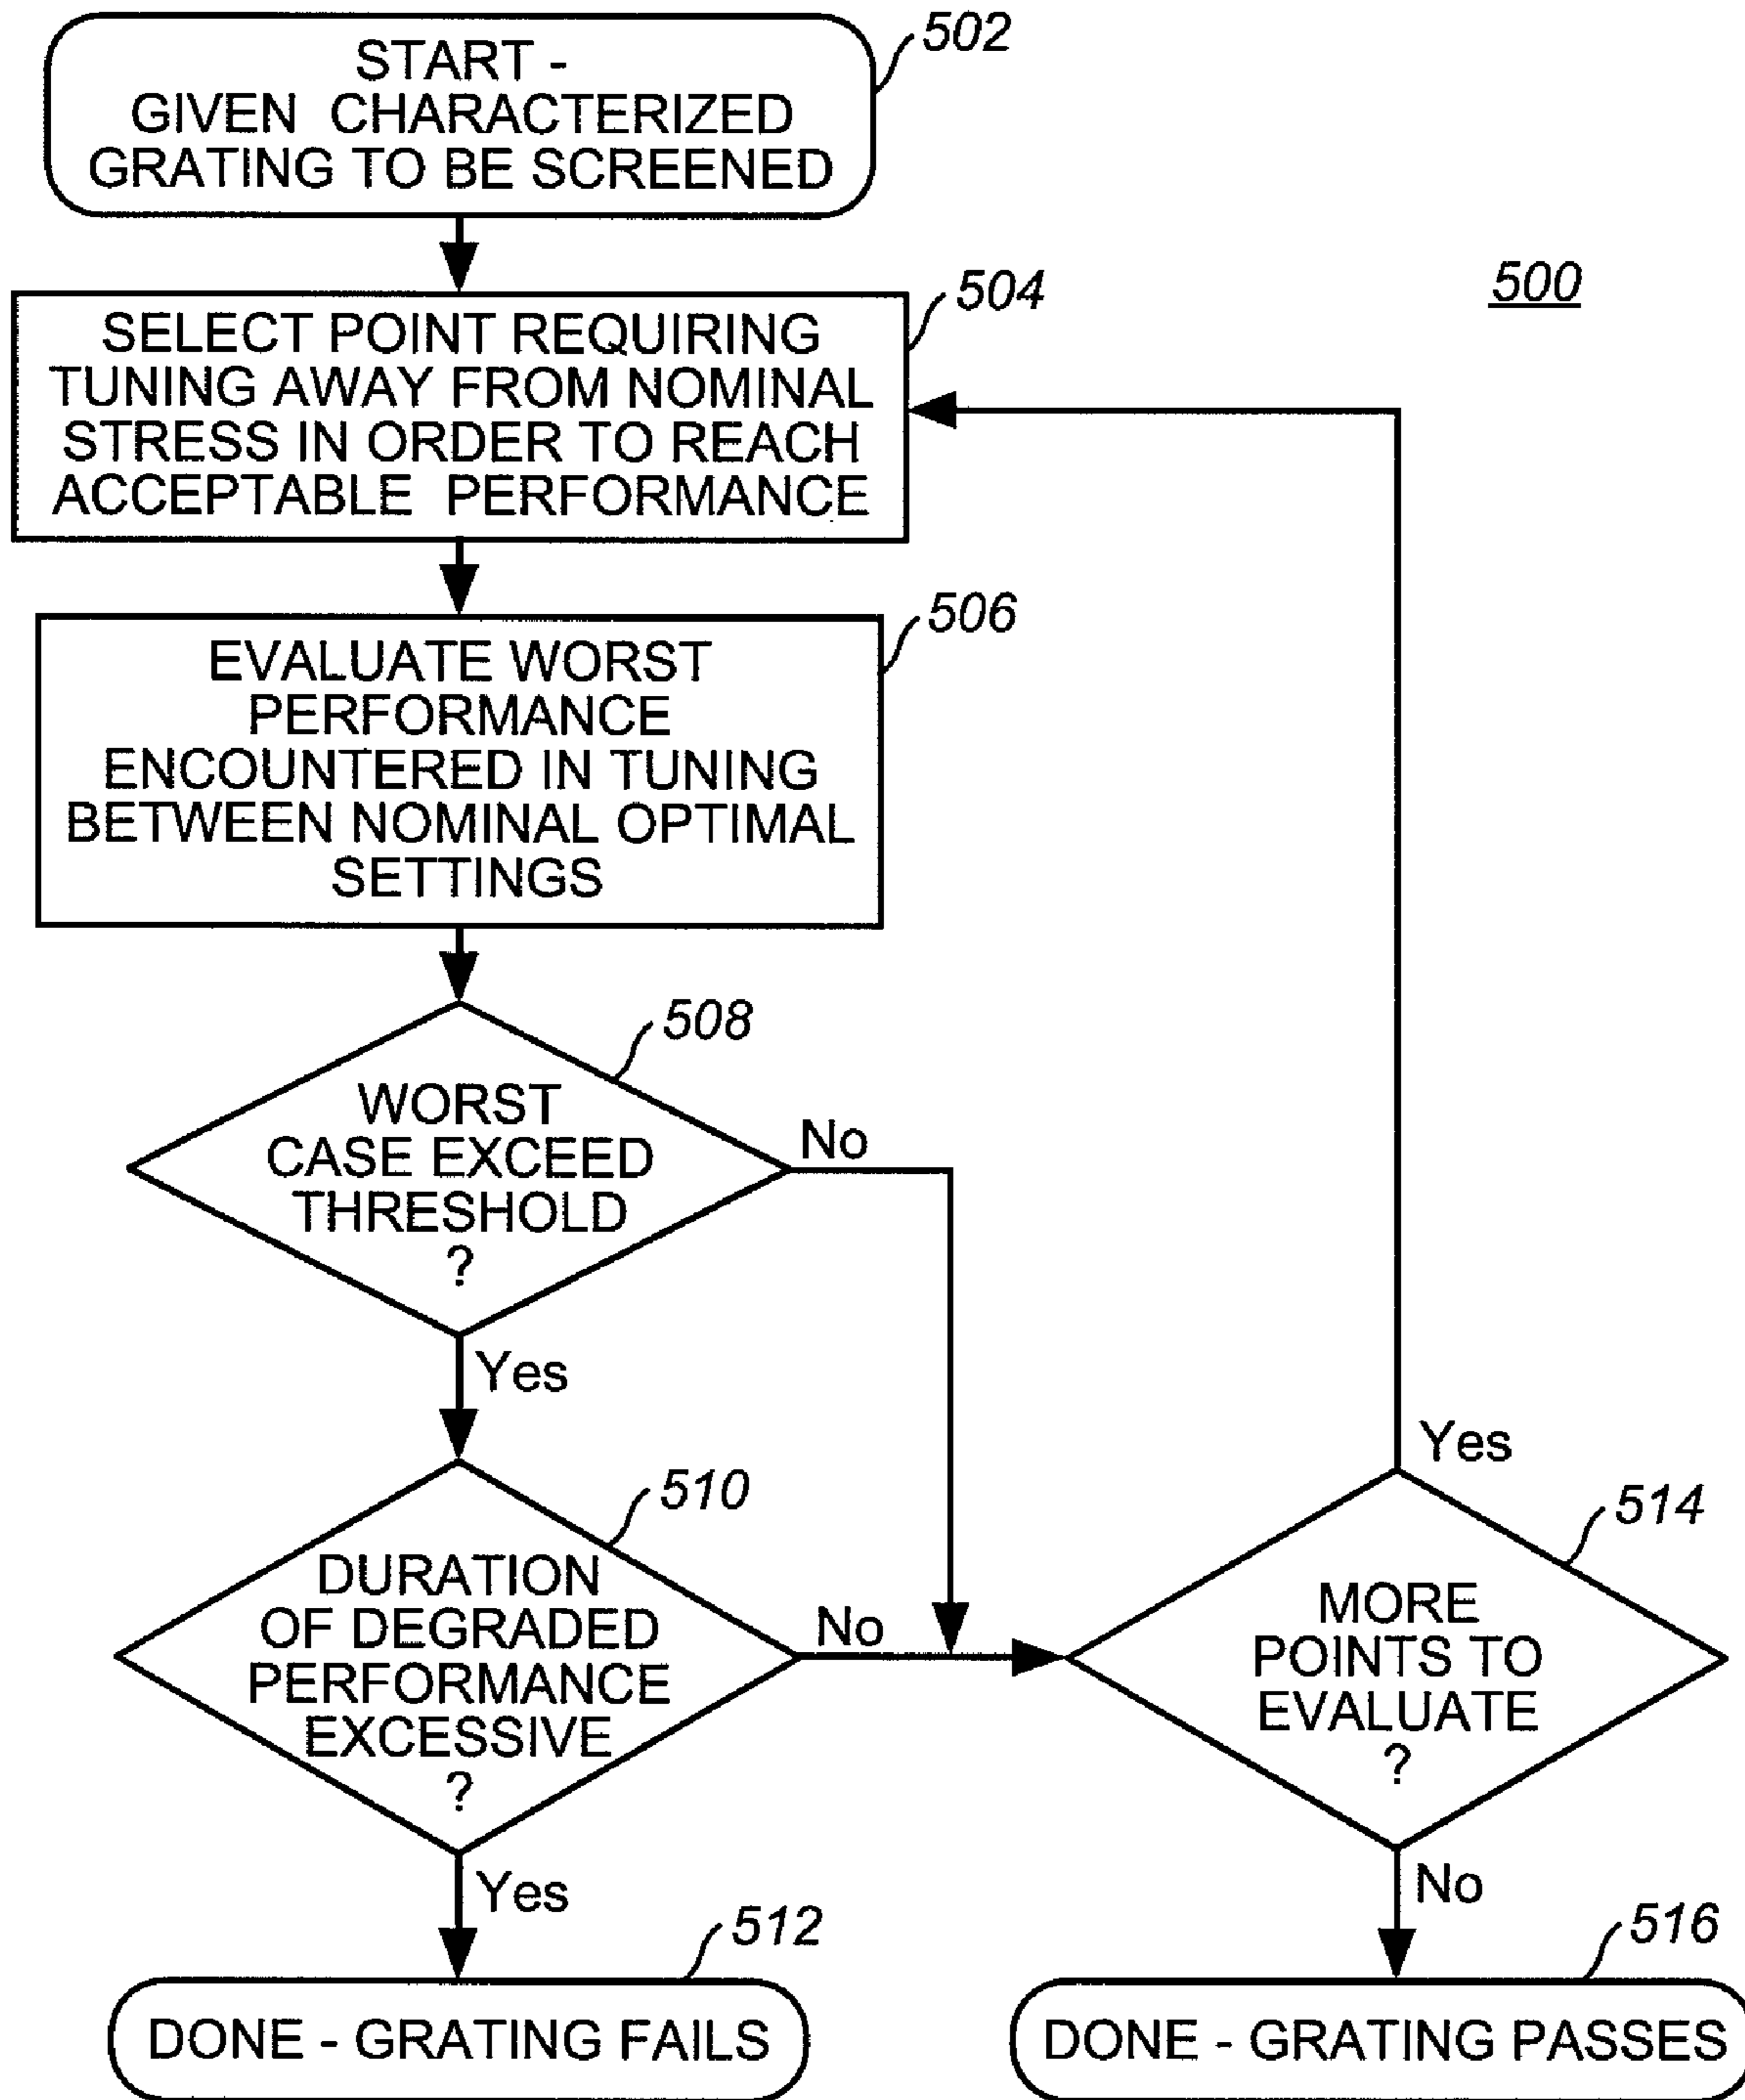 START -
GIVEN CHARACTERIZED
GRATING TO BE SCREENED
502
SELECT POINT REQUIRING
TUNING AWAY FROM NOMINAL
STRESS IN ORDER TO REACH
ACCEPTABLE PERFORMANCE
504
500
EVALUATE WORST
PERFORMANCE
ENCOUNTERED IN TUNING
BETWEEN NOMINAL OPTIMAL
SETTINGS
506
WORST
CASE EXCEED
THRESHOLD
?
508
No
Yes
DURATION
OF DEGRADED
PERFORMANCE
EXCESSIVE
?
510
No
Yes
MORE
POINTS TO
EVALUATE
?
514
Yes
No
DONE - GRATING FAILS
512
DONE - GRATING PASSES
516